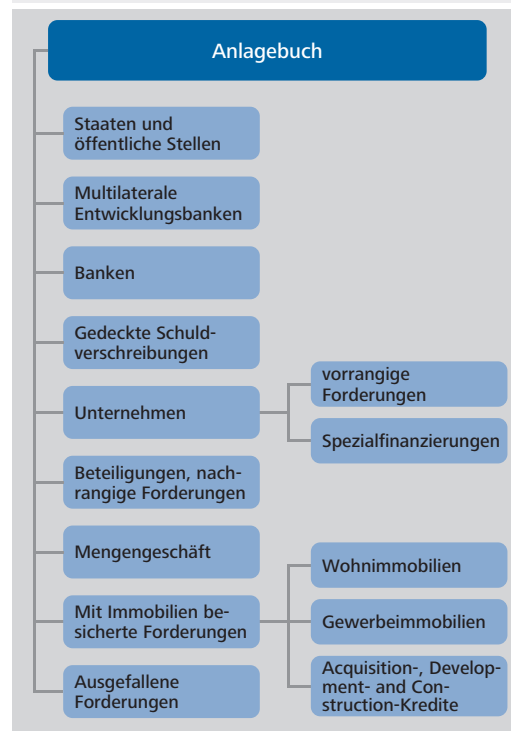 Anlagebuch
Staaten und
öffentliche Stellen
Multilaterale
Entwicklungsbanken
Banken
Gedeckte Schuld-
verschreibungen
Unternehmen
vorrangige
Forderungen
Spezialfinanzierungen
Beteiligungen, nach-
rangige Forderungen
Mengengeschäft
Mit Immobilien be-
sicherte Forderungen
Wohnimmobilien
Gewerbeimmobilien
Acquisition-, Develop-
ment- and Con-
struction-Kredite
Ausgefallene
Forderungen